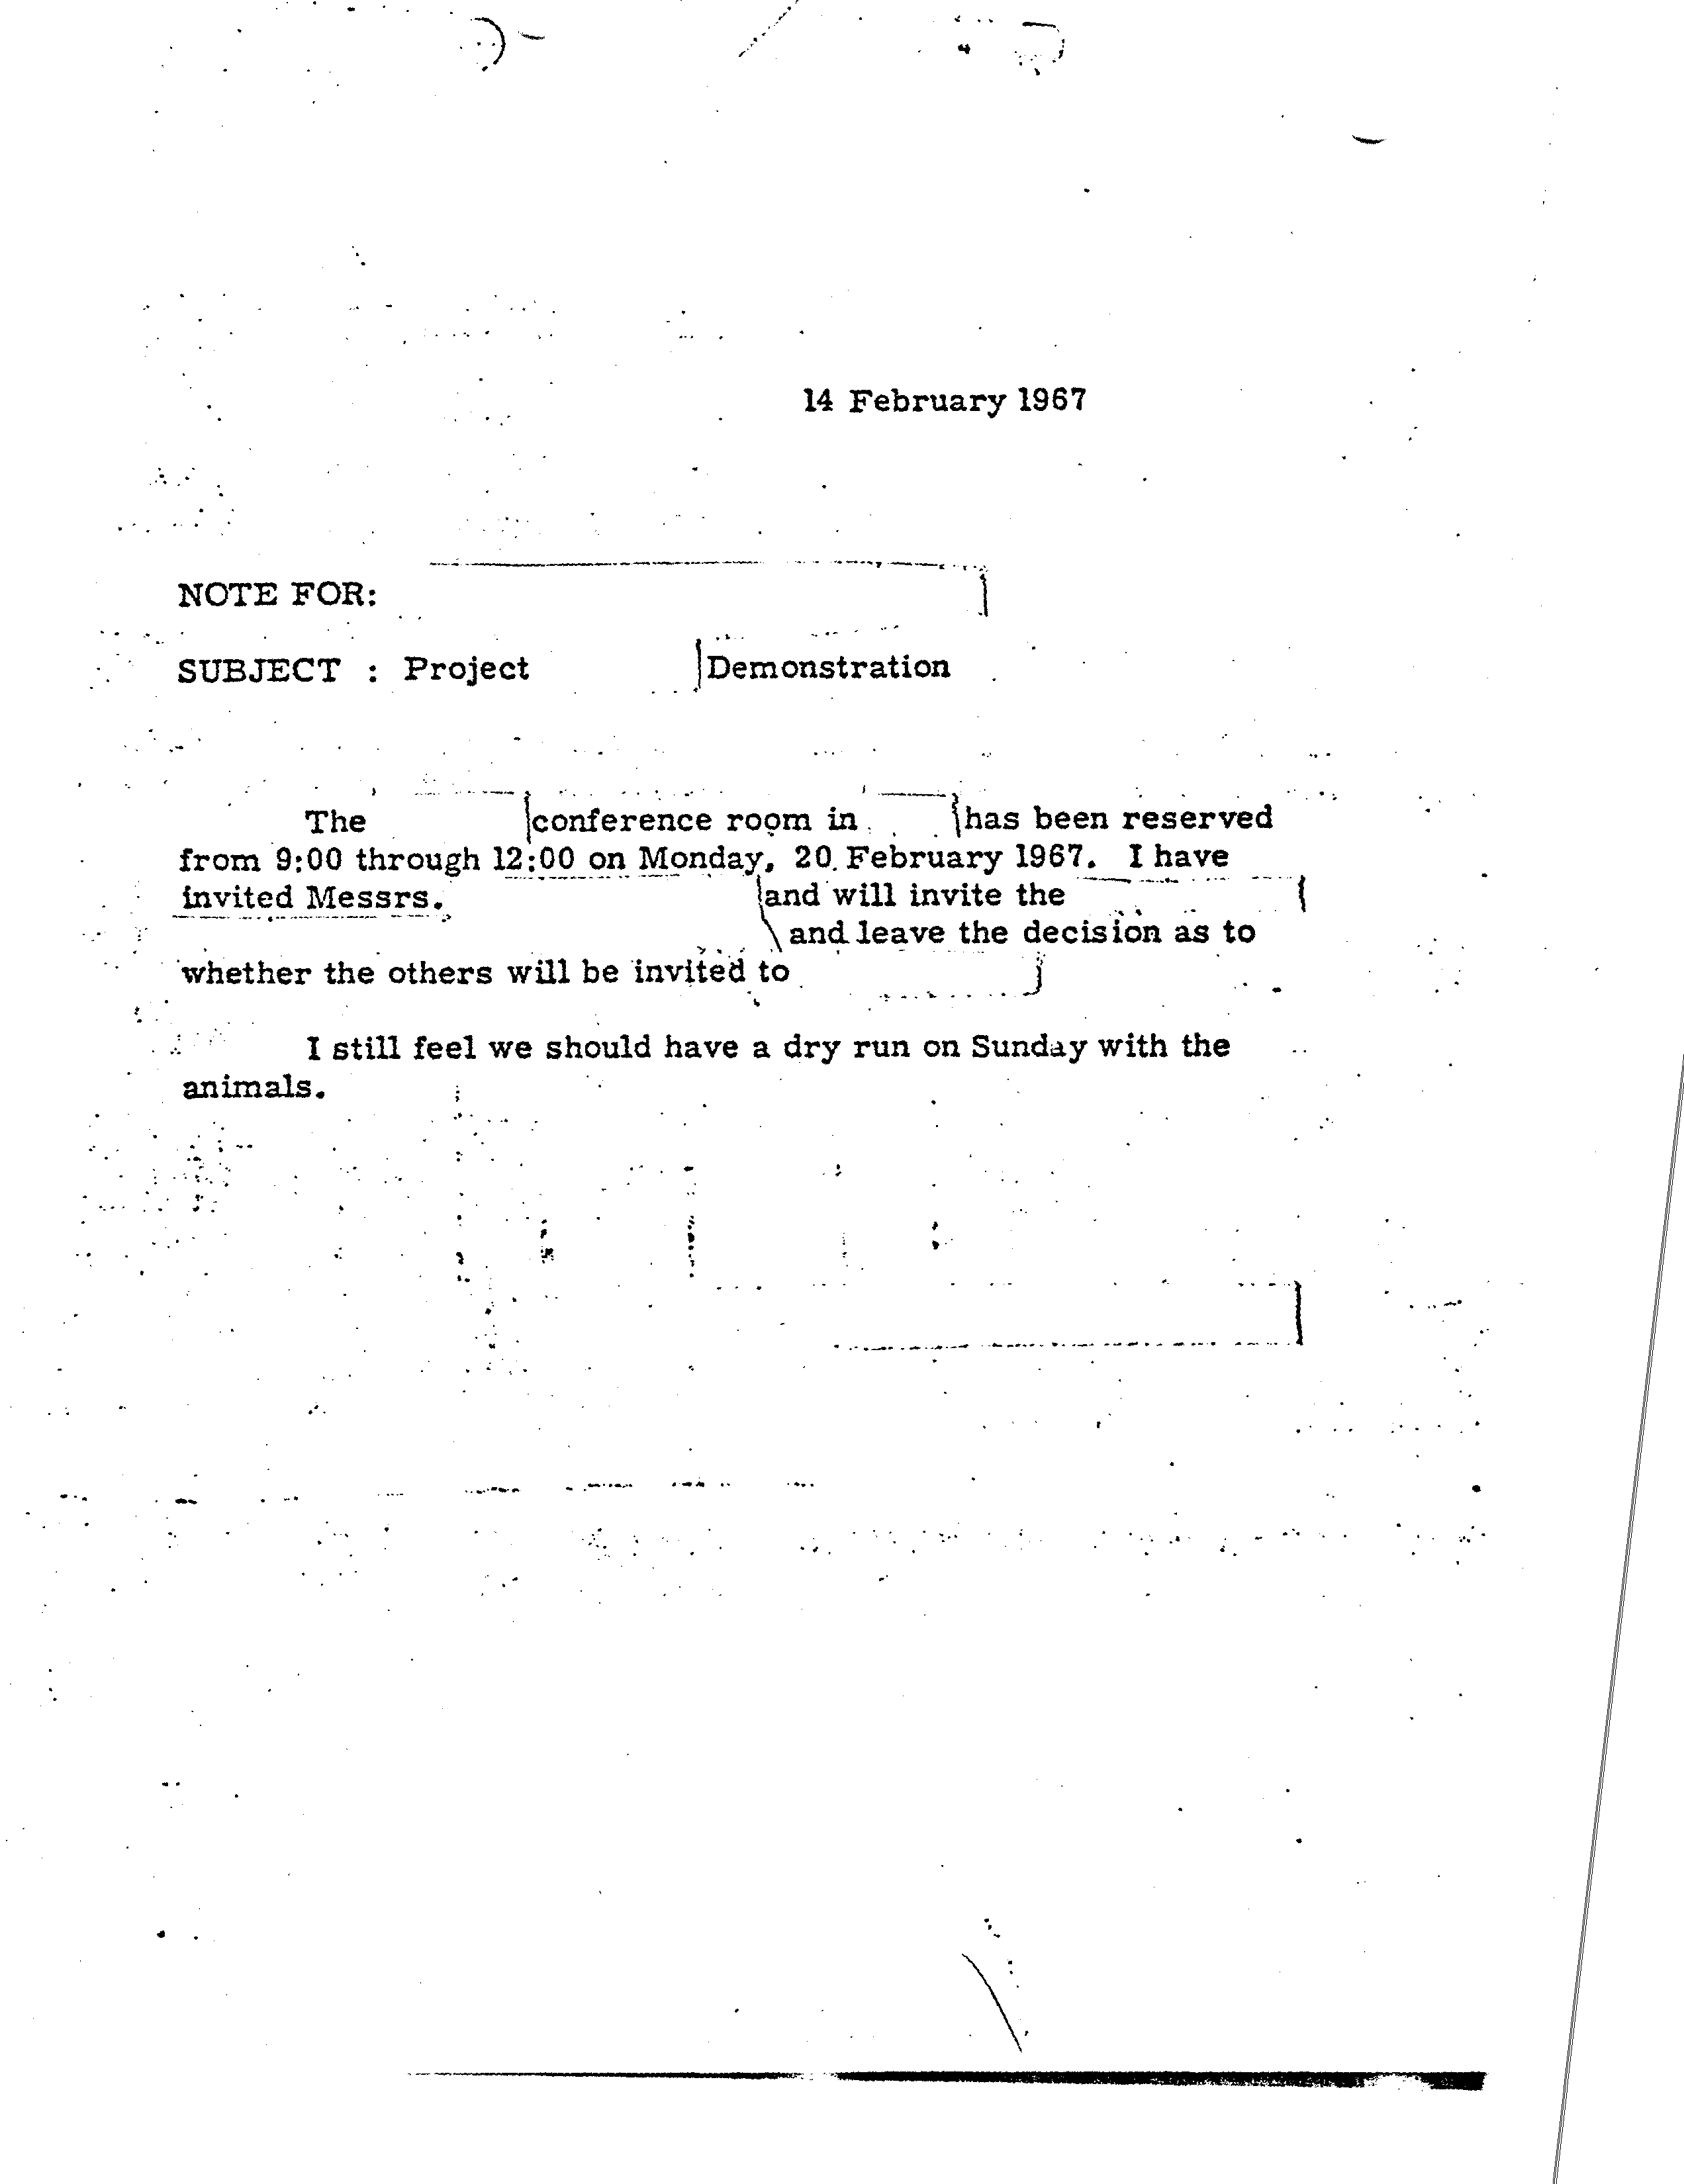 14 February 1967
NOTE FOR:
SUBJECT : Project Demonstration
The conference room in has been reserved
from 9:00 through 12:00 on Monday, 20 February 1967. I have
invited Messrs. and will invite the
and leave the decision as to
whether the others will be invited to
I still feel we should have a dry run on Sunday with the
animals.